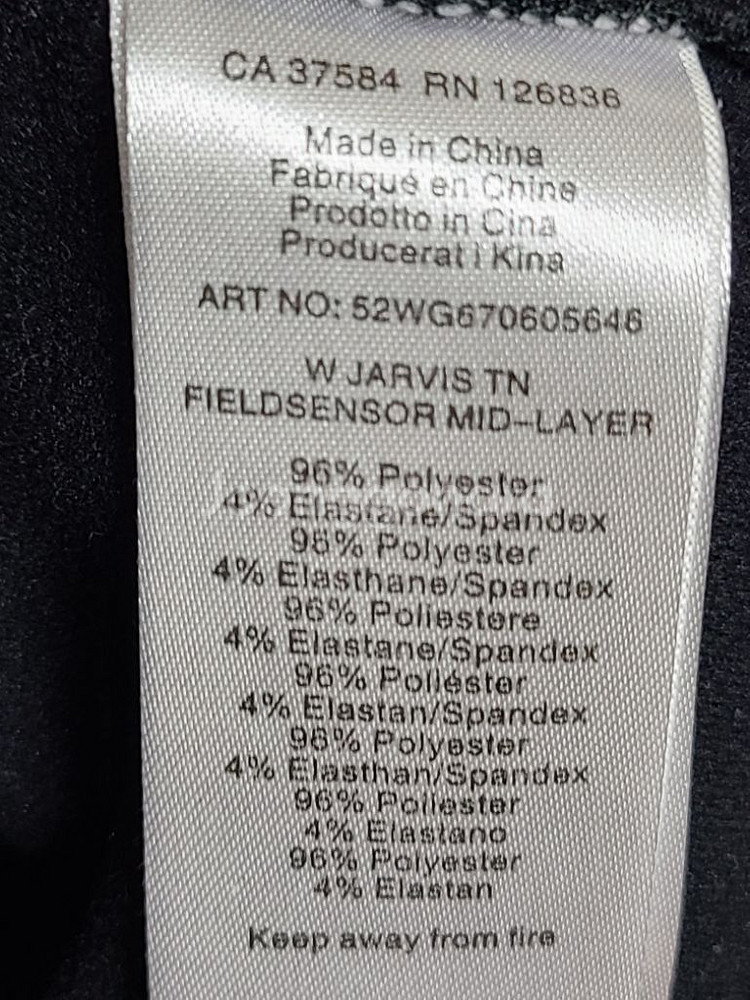 CA 37584 RN 126836
Made in China
Fabriqué en Chine
Prodotto in Cina
Producerat i Kina
ART NO: 52WG670605646
W JARVIS TN
FIELDSENSOR MID-LAYER
96% Polyester
4% Elastane/Spandex
96% Polyester
4% Elasthane/Spandex
96% Poliestere
4% Elastane/Spandex
96% Poliéster
4% Elastan/Spandex
96% Polyester
4% Elasthan/Spandex
96% Poliester
4% Elastano
96% Polyester
4% Elastan
Keep away from fire